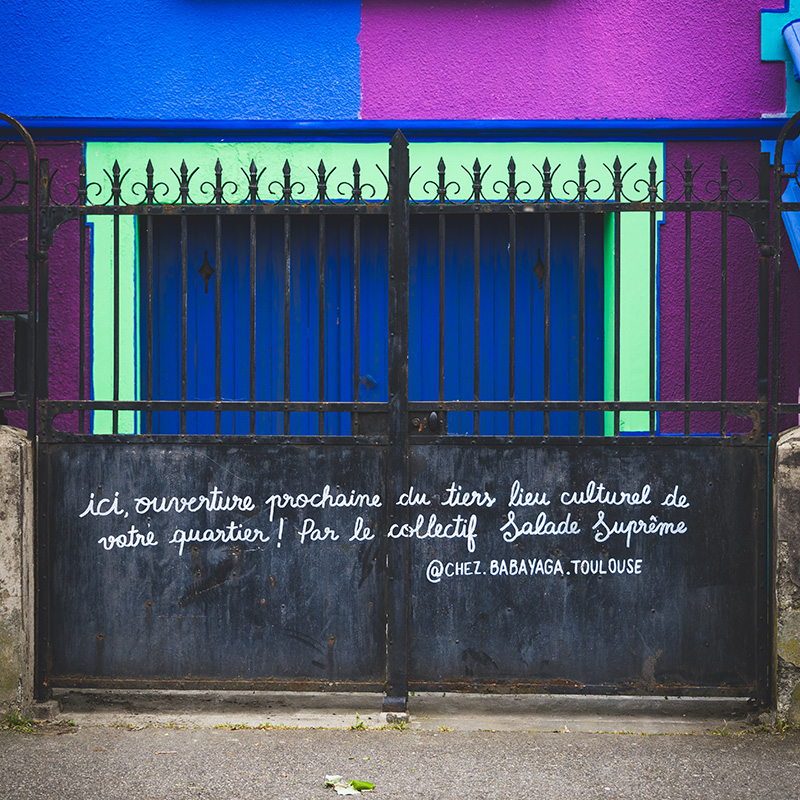 ici, ouverture prochaine du tiers lieu culturel de
votre quartier ! Par le collectif Salade Suprême
@CHEZ.BABAYAGA.TOULOUSE